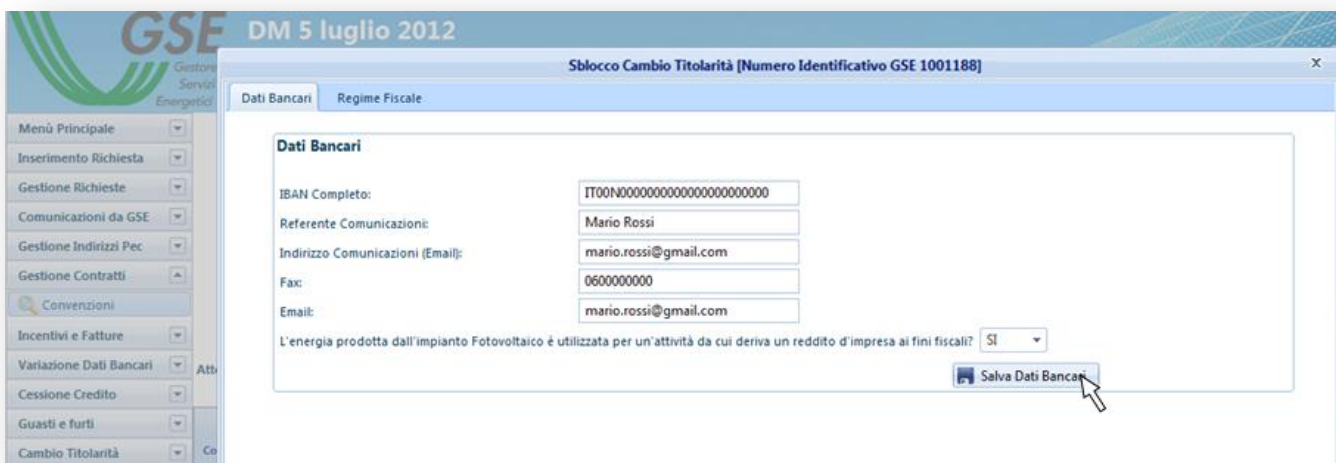 GSE
Gestore
Servizi
Energetici
DM 5 luglio 2012
Sblocco Cambio Titolarità [Numero Identificativo GSE 1001188]
X
Dati Bancari
Regime Fiscale
Menù Principale
Inserimento Richiesta
Gestione Richieste
Comunicazioni da GSE
Gestione Indirizzi Pec
Gestione Contratti
Convenzioni
Incentivi e Fatture
Variazione Dati Bancari
Cessione Credito
Guasti e furti
Cambio Titolarità
Dati Bancari
IBAN Completo:
Referente Comunicazioni:
Mario Rossi
Indirizzo Comunicazioni (Email):
mario.rossi@gmail.com
Fax:
0600000000
Email:
mario.rossi@gmail.com
L'energia prodotta dall'impianto Fotovoltaico é utilizzata per un'attività da cui deriva un reddito d'impresa ai fini fiscali? SI
Salva Dati Bancari